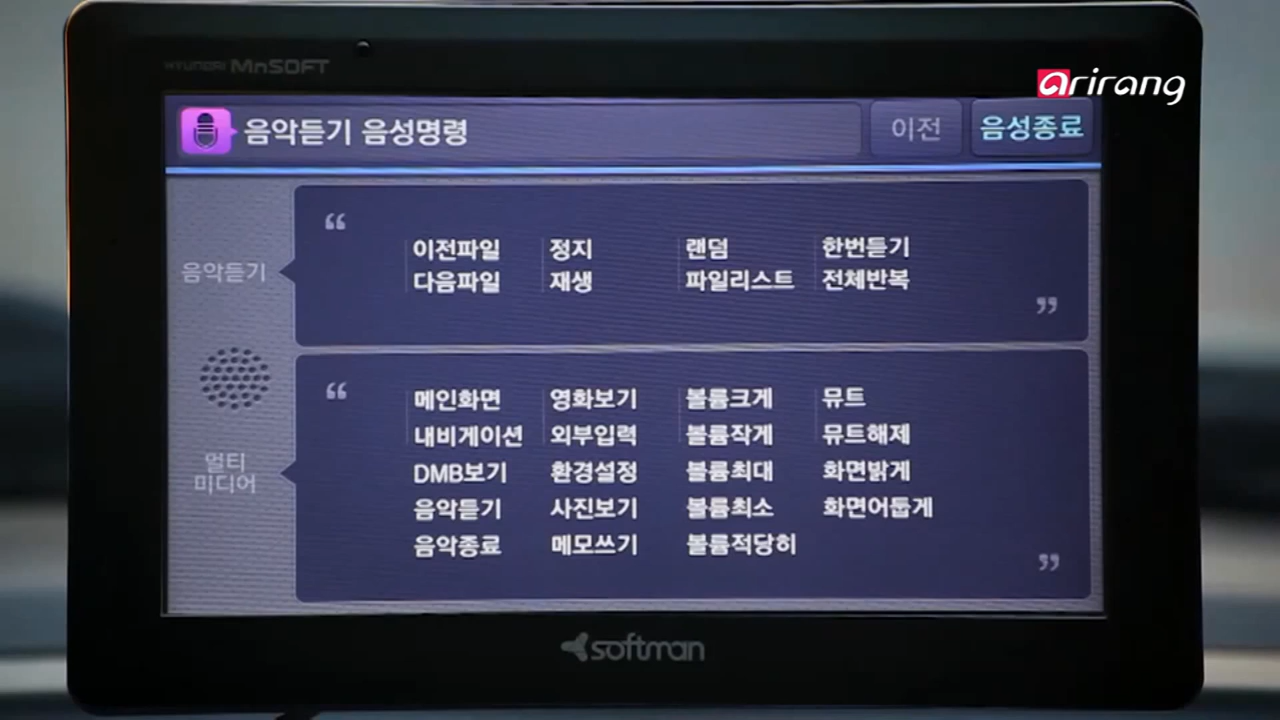 HYUNDAI MnSOFT
arirang
음악듣기 음성명령
이전
음성종료
음악듣기
“
이전파일 정지 랜덤 한번듣기
다음파일 재생 파일리스트 전체반복
”
멀티
미디어
“
메인화면 영화보기 볼륨크게 뮤트
내비게이션 외부입력 볼륨작게 뮤트해제
DMB보기 환경설정 볼륨최대 화면밝게
음악듣기 사진보기 볼륨최소 화면어둡게
음악종료 메모쓰기 볼륨적당히
”
softman